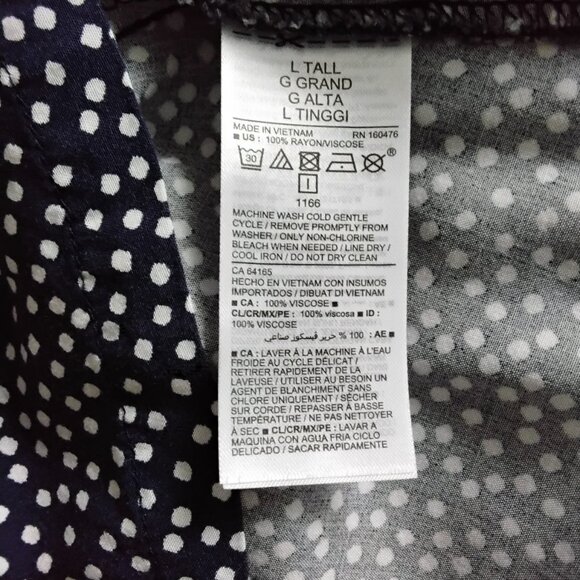 L TALL
G GRAND
G ALTA
L TINGGI
MADE IN VIETNAM RN 160476
■ US : 100% RAYON/VISCOSE
30
®
1166
MACHINE WASH COLD GENTLE
CYCLE / REMOVE PROMPTLY FROM
WASHER / ONLY NON-CHLORINE
BLEACH WHEN NEEDED / LINE DRY /
COOL IRON / DO NOT DRY CLEAN
CA 64165
HECHO EN VIETNAM CON INSUMOS
IMPORTADOS / DIBUAT DI VIETNAM
■ CA : 100% VISCOSE ■
CL/CR/MX/PE : 100% viscosa ■ ID :
100% VISCOSE
■ AE : 100 % حرير فيسكوز صناعي
■ CA : LAVER À LA MACHINE À L'EAU
FROIDE AU CYCLE DÉLICAT /
RETIRER RAPIDEMENT DE LA
LAVEUSE / UTILISER AU BESOIN UN
AGENT DE BLANCHIMENT SANS
CHLORE UNIQUEMENT / SÉCHER
SUR CORDE / REPASSER À BASSE
TEMPÉRATURE / NE PAS NETTOYER
À SEC ■ CL/CR/MX/PE : LAVAR A
MAQUINA CON AGUA FRIA CICLO
DELICADO / SACAR RAPIDAMENTE